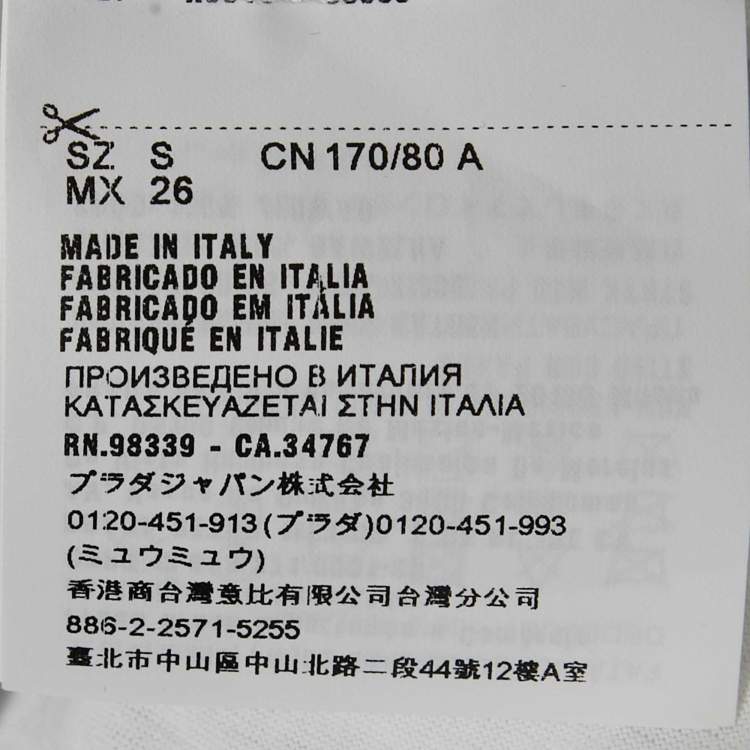 SZ S CN 170/80 A
MX 26
MADE IN ITALY
FABRICADO EN ITALIA
FABRICADO EM ITÁLIA
FABRIQUÉ EN ITALIE
ПРОИЗВЕДЕНО В ИТАЛИЯ
ΚΑΤΑΣΚΕΥΑΖΕΤΑΙ ΣΤΗΝ ΙΤΑΛΙΑ
RN.98339 - CA.34767
プラダジャパン株式会社
0120-451-913(プラダ)0120-451-993
(ミュウミュウ)
香港商台灣意比有限公司台灣分公司
886-2-2571-5255
臺北市中山區中山北路二段44號12樓A室